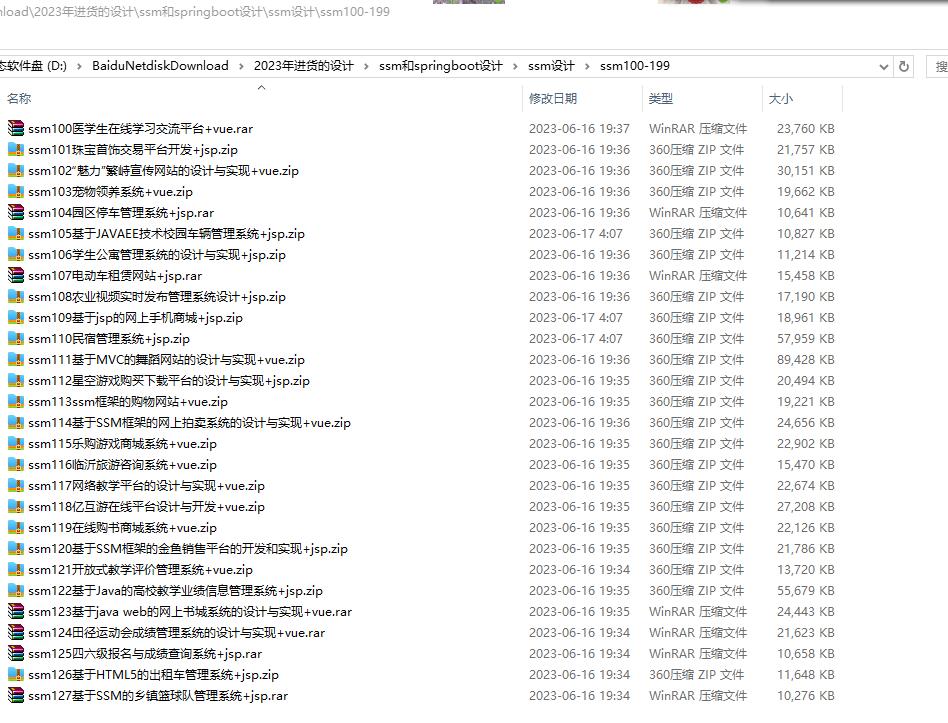 nload\2023年进货的设计\ssm和springboot设计\ssm设计\ssm100-199
态软件盘 (D:) › BaiduNetdiskDownload › 2023年进货的设计 › ssm和springboot设计 › ssm设计 › ssm100-199 搜
名称 修改日期 类型 大小
ssm100医学生在线学习交流平台+vue.rar 2023-06-16 19:37 WinRAR 压缩文件 23,760 KB
ssm101珠宝首饰交易平台开发+jsp.zip 2023-06-16 19:36 360压缩 ZIP 文件 21,757 KB
ssm102“魅力”繁峙宣传网站的设计与实现+vue.zip 2023-06-16 19:36 360压缩 ZIP 文件 30,151 KB
ssm103宠物领养系统+vue.zip 2023-06-16 19:36 360压缩 ZIP 文件 19,662 KB
ssm104园区停车管理系统+jsp.rar 2023-06-16 19:36 WinRAR 压缩文件 10,641 KB
ssm105基于JAVAEE技术校园车辆管理系统+jsp.zip 2023-06-17 4:07 360压缩 ZIP 文件 10,827 KB
ssm106学生公寓管理系统的设计与实现+jsp.zip 2023-06-16 19:36 360压缩 ZIP 文件 11,214 KB
ssm107电动车租赁网站+jsp.rar 2023-06-16 19:36 WinRAR 压缩文件 15,458 KB
ssm108农业视频实时发布管理系统设计+jsp.zip 2023-06-16 19:36 360压缩 ZIP 文件 17,190 KB
ssm109基于jsp的网上手机商城+jsp.zip 2023-06-17 4:07 360压缩 ZIP 文件 18,961 KB
ssm110民宿管理系统+jsp.zip 2023-06-17 4:07 360压缩 ZIP 文件 57,959 KB
ssm111基于MVC的舞蹈网站的设计与实现+vue.zip 2023-06-16 19:36 360压缩 ZIP 文件 89,428 KB
ssm112星空游戏购买下载平台的设计与实现+jsp.zip 2023-06-16 19:35 360压缩 ZIP 文件 20,494 KB
ssm113ssm框架的购物网站+vue.zip 2023-06-16 19:35 360压缩 ZIP 文件 19,221 KB
ssm114基于SSM框架的网上拍卖系统的设计与实现+vue.zip 2023-06-16 19:36 360压缩 ZIP 文件 24,656 KB
ssm115乐购游戏商城系统+vue.zip 2023-06-16 19:35 360压缩 ZIP 文件 22,902 KB
ssm116临沂旅游咨询系统+vue.zip 2023-06-16 19:35 360压缩 ZIP 文件 15,470 KB
ssm117网络教学平台的设计与实现+vue.zip 2023-06-16 19:35 360压缩 ZIP 文件 22,674 KB
ssm118亿互游在线平台设计与开发+vue.zip 2023-06-16 19:35 360压缩 ZIP 文件 27,208 KB
ssm119在线购书商城系统+vue.zip 2023-06-16 19:35 360压缩 ZIP 文件 22,126 KB
ssm120基于SSM框架的金鱼销售平台的开发和实现+jsp.zip 2023-06-16 19:35 360压缩 ZIP 文件 21,786 KB
ssm121开放式教学评价管理系统+vue.zip 2023-06-16 19:34 360压缩 ZIP 文件 13,720 KB
ssm122基于Java的高校教学业绩信息管理系统+jsp.zip 2023-06-16 19:35 360压缩 ZIP 文件 55,679 KB
ssm123基于java web的网上书城系统的设计与实现+vue.rar 2023-06-16 19:35 WinRAR 压缩文件 24,443 KB
ssm124田径运动会成绩管理系统的设计与实现+vue.rar 2023-06-16 19:34 WinRAR 压缩文件 21,623 KB
ssm125四六级报名与成绩查询系统+jsp.rar 2023-06-16 19:34 WinRAR 压缩文件 10,658 KB
ssm126基于HTML5的出租车管理系统+jsp.zip 2023-06-16 19:34 360压缩 ZIP 文件 11,648 KB
ssm127基于SSM的乡镇篮球队管理系统+jsp.rar 2023-06-16 19:34 WinRAR 压缩文件 10,276 KB